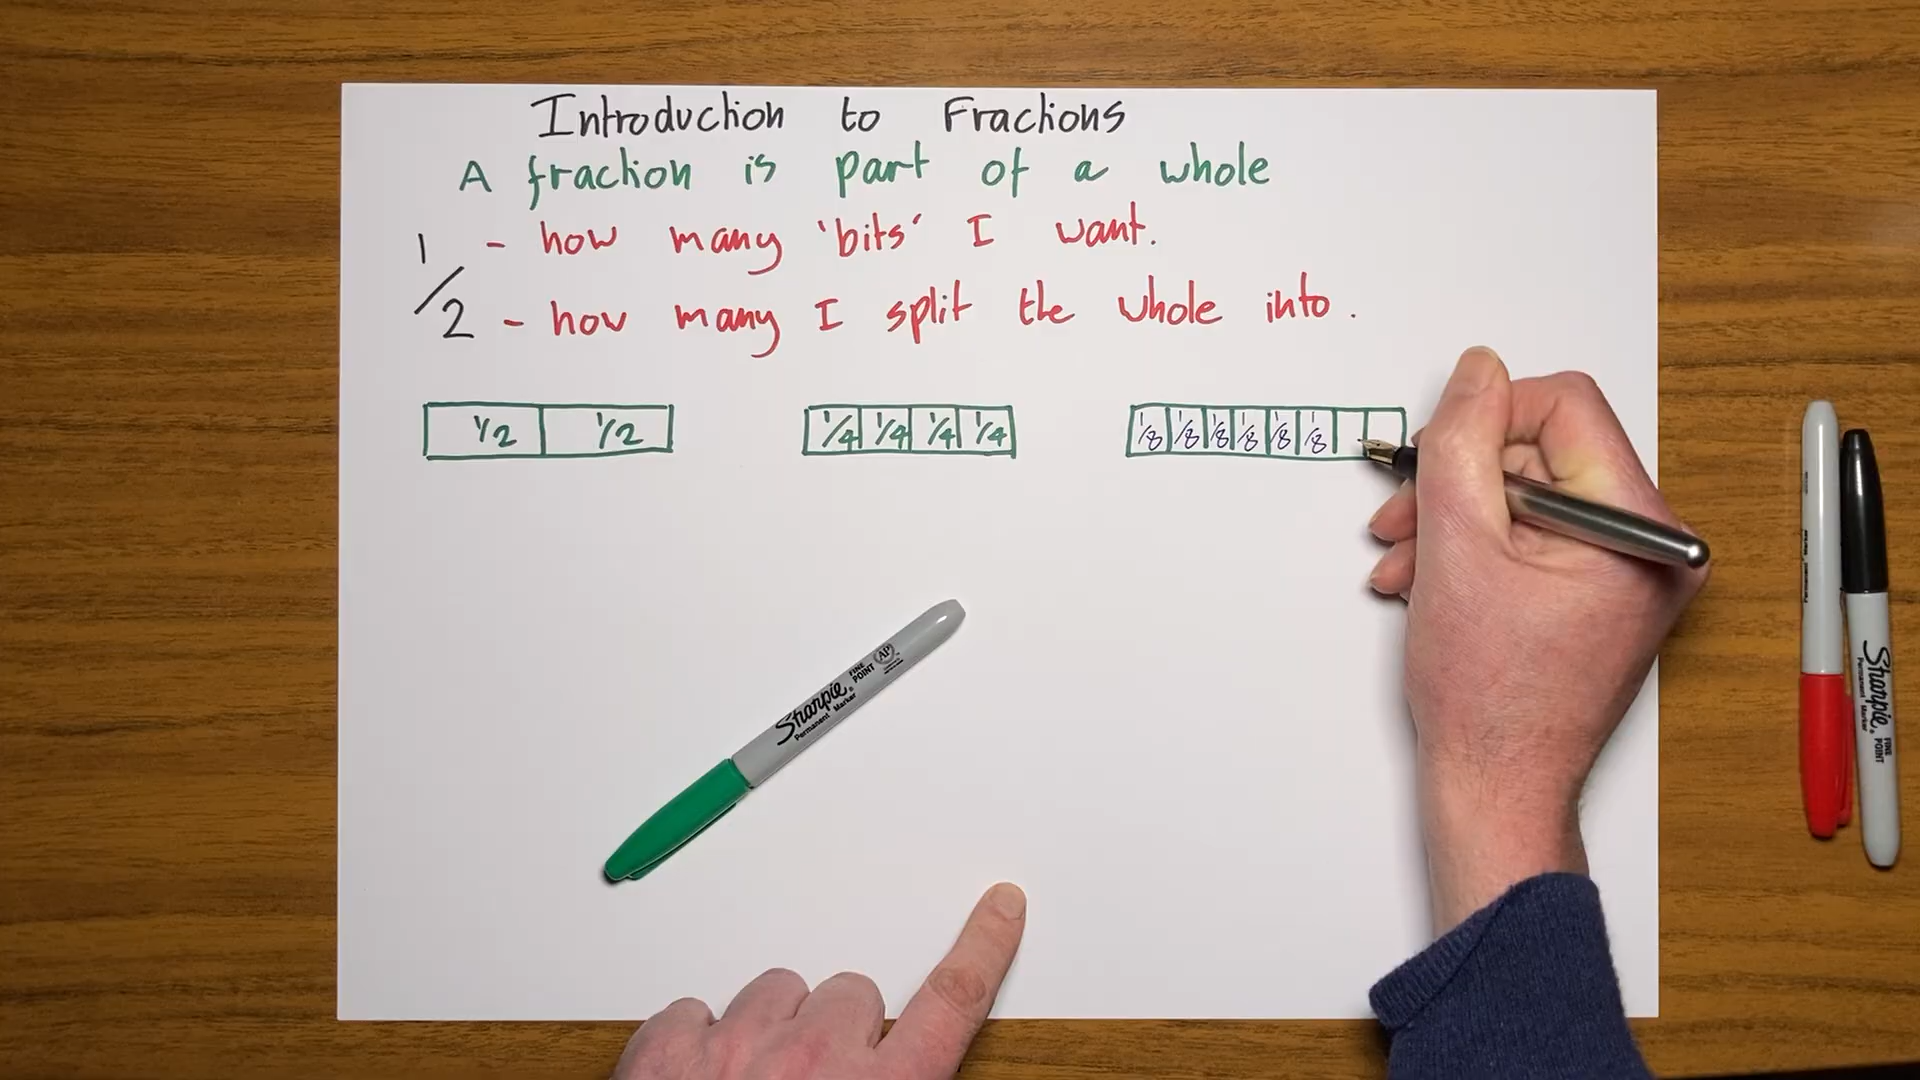 Introduction to Fractions
A fraction is part of a whole
1/2 - how many 'bits' I want.
- how many I split the whole into.
1/2 1/2 1/4 1/4 1/4 1/4 1/8 1/8 1/8 1/8 1/8 1/8
Sharpie FINE POINT AP
Permanent Marker
Permanent Marker
Sharpie FINE POINT
Permanent Marker